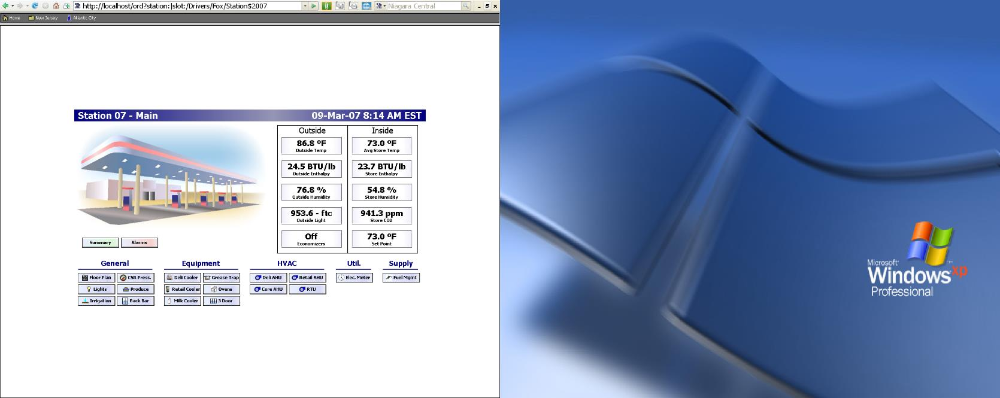 http://localhost/ord?station:|slot:/Drivers/Fox/Station$2007
Niagara Central
Home New Jersey Atlantic City
Station 07 - Main 09-Mar-07 8:14 AM EST
Outside Inside
86.8 ºF 73.0 ºF
Outside Temp Avg Store Temp
24.5 BTU/lb 23.7 BTU/lb
Outside Enthalpy Store Enthalpy
76.8 % 54.8 %
Outside Humidity Store Humidity
953.6 - ftc 941.3 ppm
Outside Light Store CO2
Off 73.0 ºF
Economizers Set Point
Summary Alarms
General Equipment HVAC Util. Supply
Floor Plan CSR Press. Deli Cooler Grease Trap Deli AHU Retail AHU Elec. Meter Fuel Mgmt
Lights Produce Retail Cooler Ovens Core AHU RTU
Irrigation Back Bar Milk Cooler 3 Door
Microsoft®
Windows xp
Professional